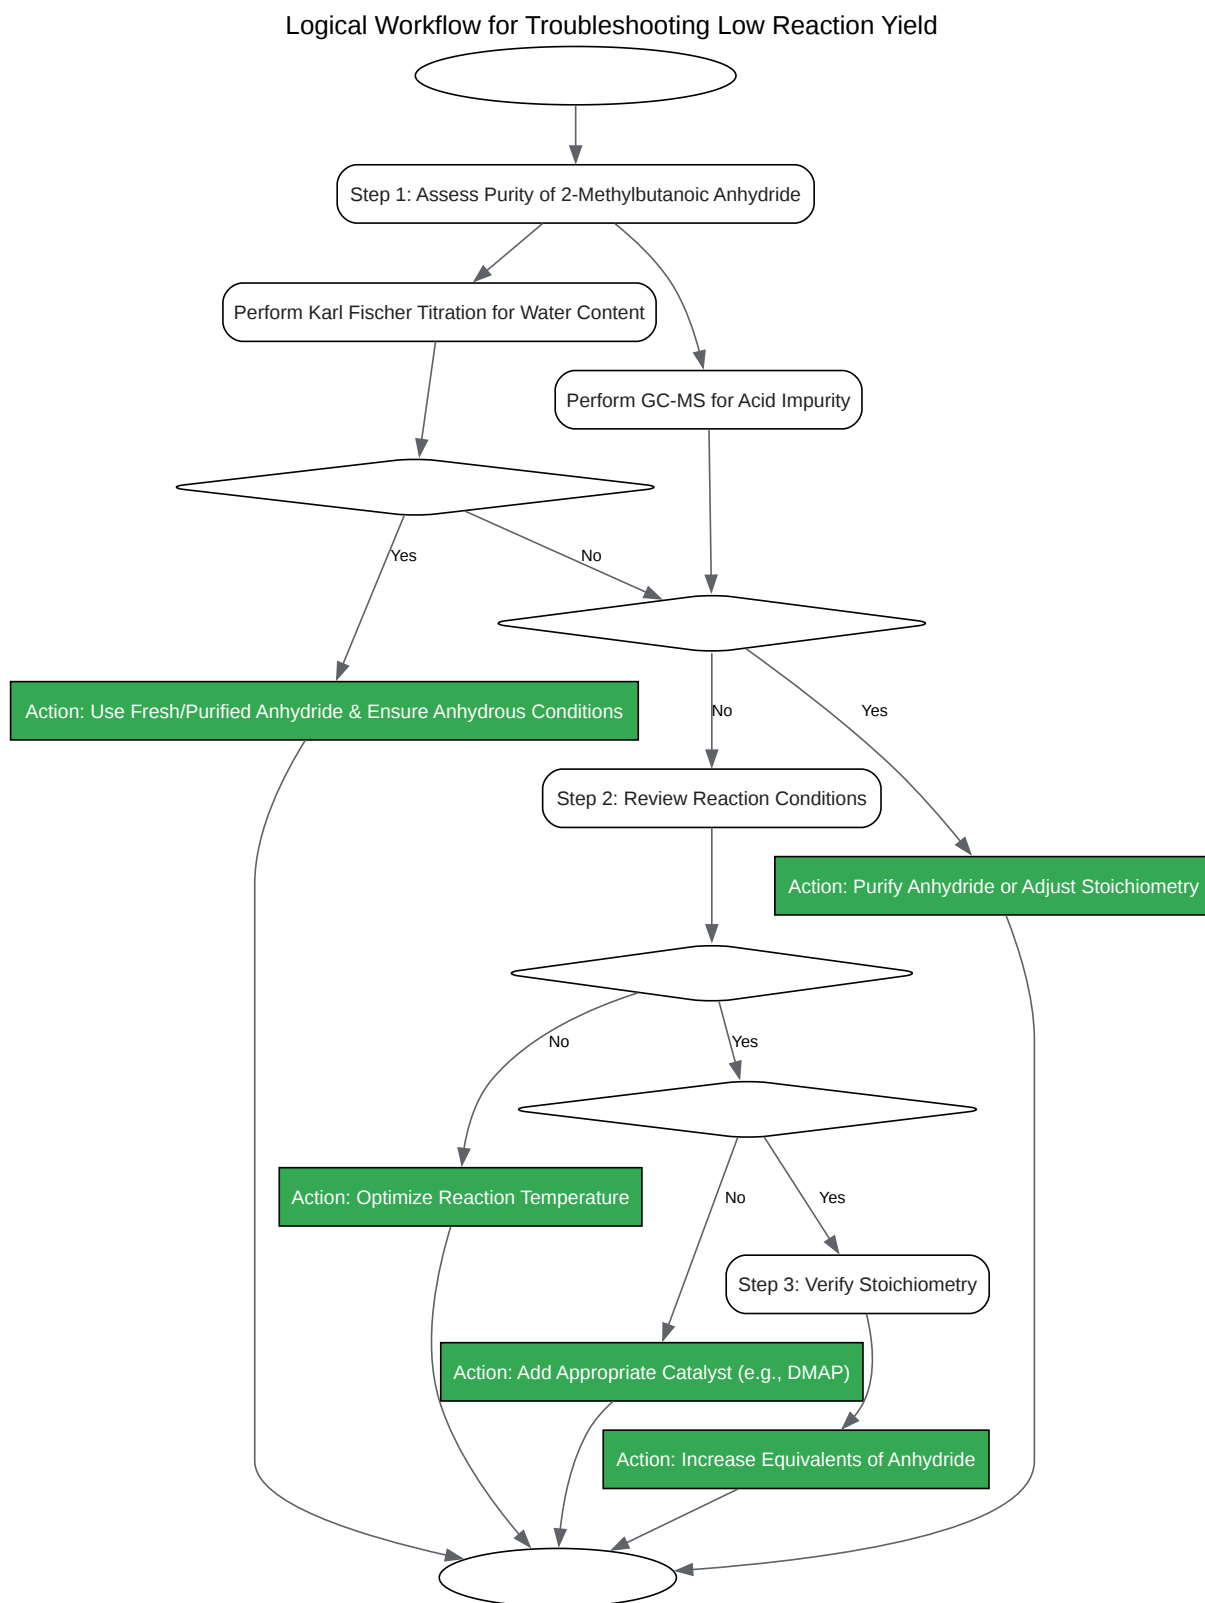 Logical Workflow for Troubleshooting Low Reaction Yield
Step 1: Assess Purity of 2-Methylbutanoic Anhydride
Perform Karl Fischer Titration for Water Content
Perform GC-MS for Acid Impurity
Yes
No
Action: Use Fresh/Purified Anhydride & Ensure Anhydrous Conditions
No
Yes
Step 2: Review Reaction Conditions
Action: Purify Anhydride or Adjust Stoichiometry
No
Yes
Action: Optimize Reaction Temperature
No
Yes
Step 3: Verify Stoichiometry
Action: Add Appropriate Catalyst (e.g., DMAP)
Action: Increase Equivalents of Anhydride